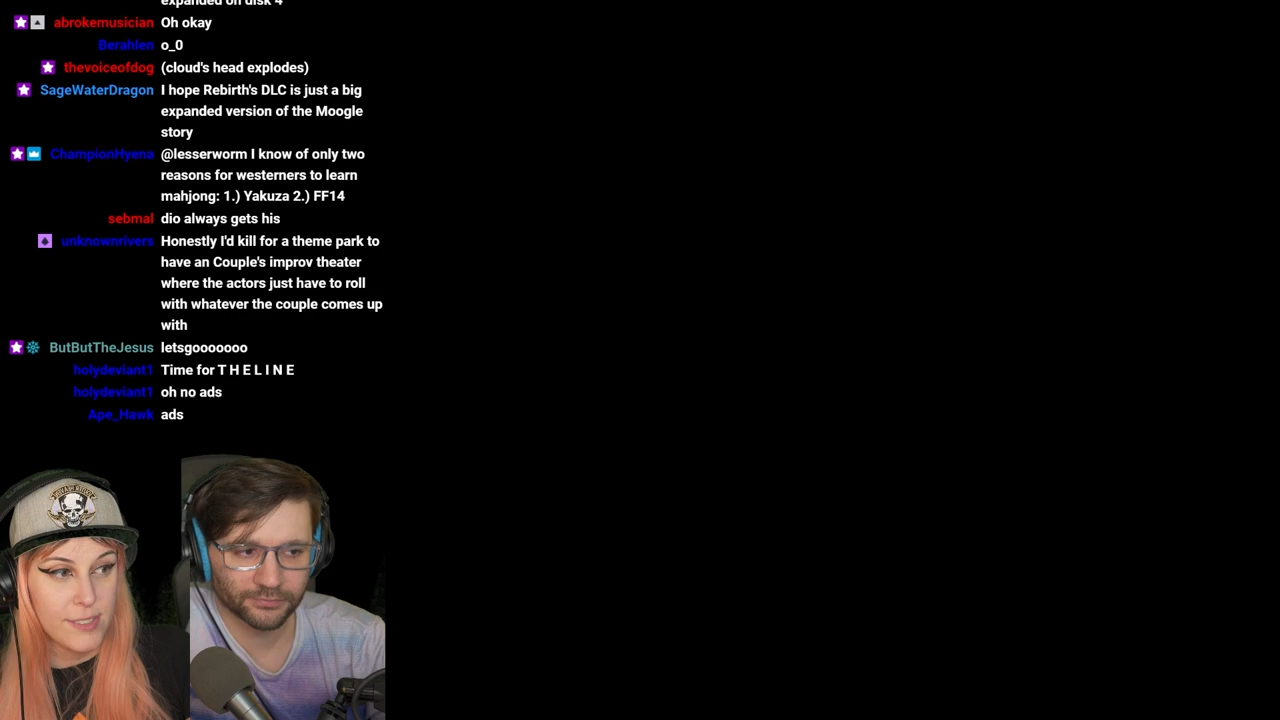 expanded on disk 4
abrokemusician Oh okay
Berahlen o_0
thevoiceofdog (cloud's head explodes)
SageWaterDragon I hope Rebirth's DLC is just a big
expanded version of the Moogle
story
ChampionHyena @lesserworm I know of only two
reasons for westerners to learn
mahjong: 1.) Yakuza 2.) FF14
sebmal dio always gets his
unknownrivers Honestly I'd kill for a theme park to
have an Couple's improv theater
where the actors just have to roll
with whatever the couple comes up
with
ButButTheJesus letsgooooooo
holydeviant1 Time for T H E L I N E
holydeviant1 oh no ads
Ape_Hawk ads